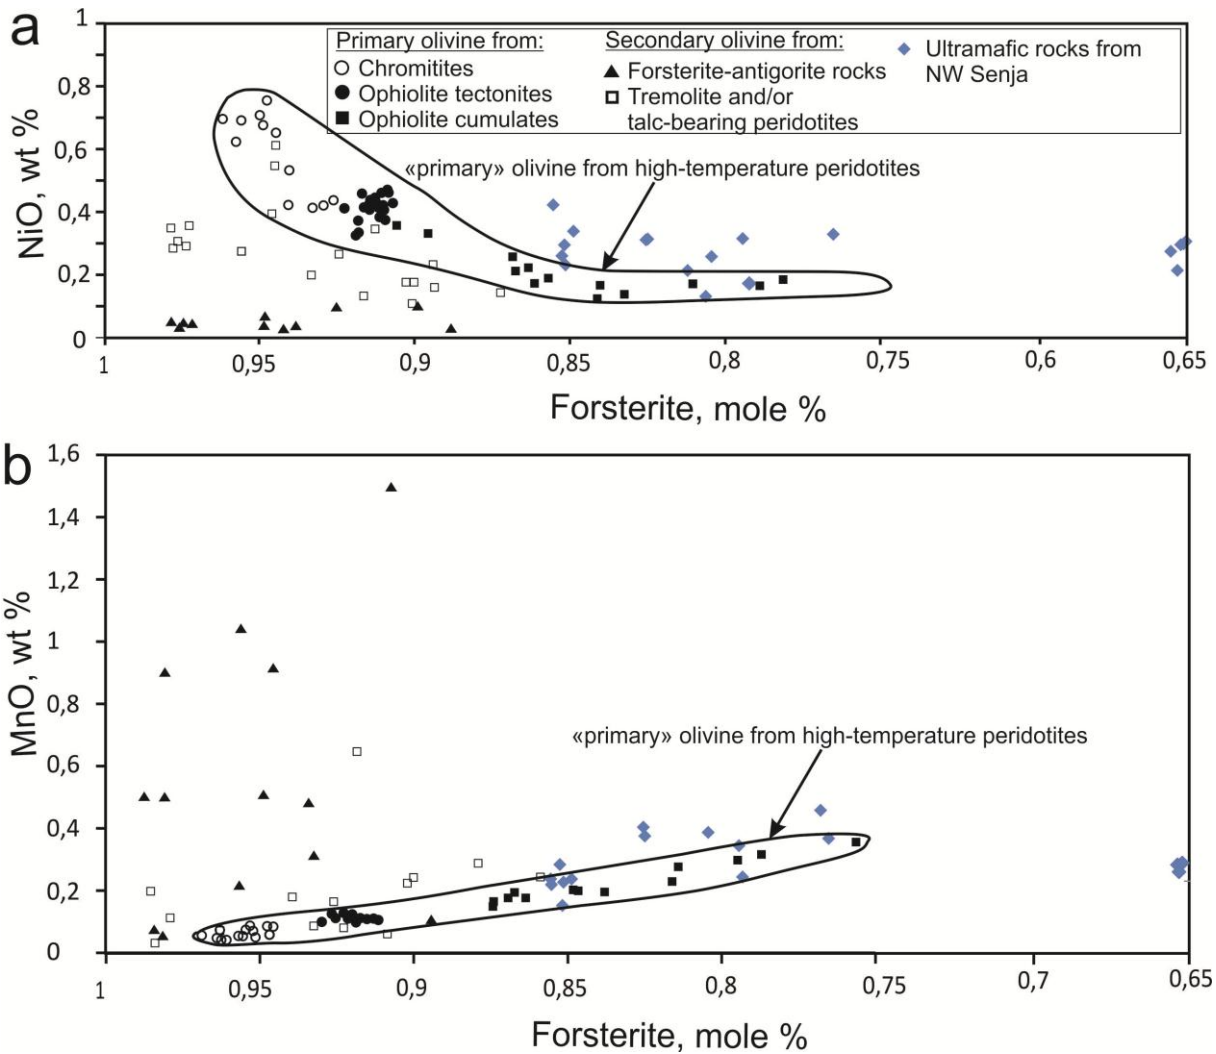 a
NiO, wt %
1
0,8
0,6
0,4
0,2
0
Primary olivine from:
Chromitites
Ophiolite tectonites
Ophiolite cumulates
Secondary olivine from:
Forsterite-antigorite rocks
Tremolite and/or
talc-bearing peridotites
Ultramafic rocks from
NW Senja
«primary» olivine from high-temperature peridotites
1 0,95 0,9 0,85 0,8 0,75 0,6 0,65
Forsterite, mole %
b
MnO, wt %
1,6
1,4
1,2
1
0,8
0,6
0,4
0,2
0
«primary» olivine from high-temperature peridotites
1 0,95 0,9 0,85 0,8 0,75 0,7 0,65
Forsterite, mole %